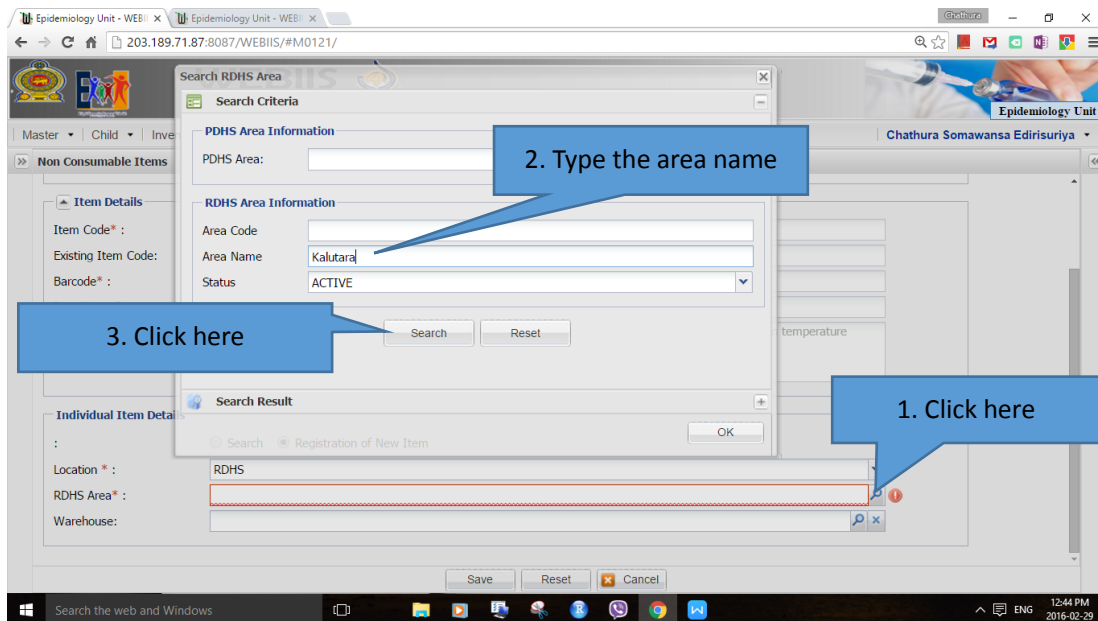 Epidemiology Unit - WEBII
Epidemiology Unit - WEBII
Chathura
203.189.71.87:8087/WEBIIS/#M0121/
Epidemiology Unit
Master Child Inve
Chathura Somawansa Edirisuriya
Non Consumable Items
Search RDHS Area
Search Criteria
PDHS Area Information
PDHS Area:
2. Type the area name
RDHS Area Information
Area Code
Area Name Kalutara
Status ACTIVE
Search Reset
3. Click here
Search Result
OK
Item Details
Item Code* :
Existing Item Code:
Barcode* :
temperature
1. Click here
Individual Item Detai
:
Search Registration of New Item
Location * : RDHS
RDHS Area* :
Warehouse:
Save Reset Cancel
Search the web and Windows
ENG 12:44 PM
2016-02-29